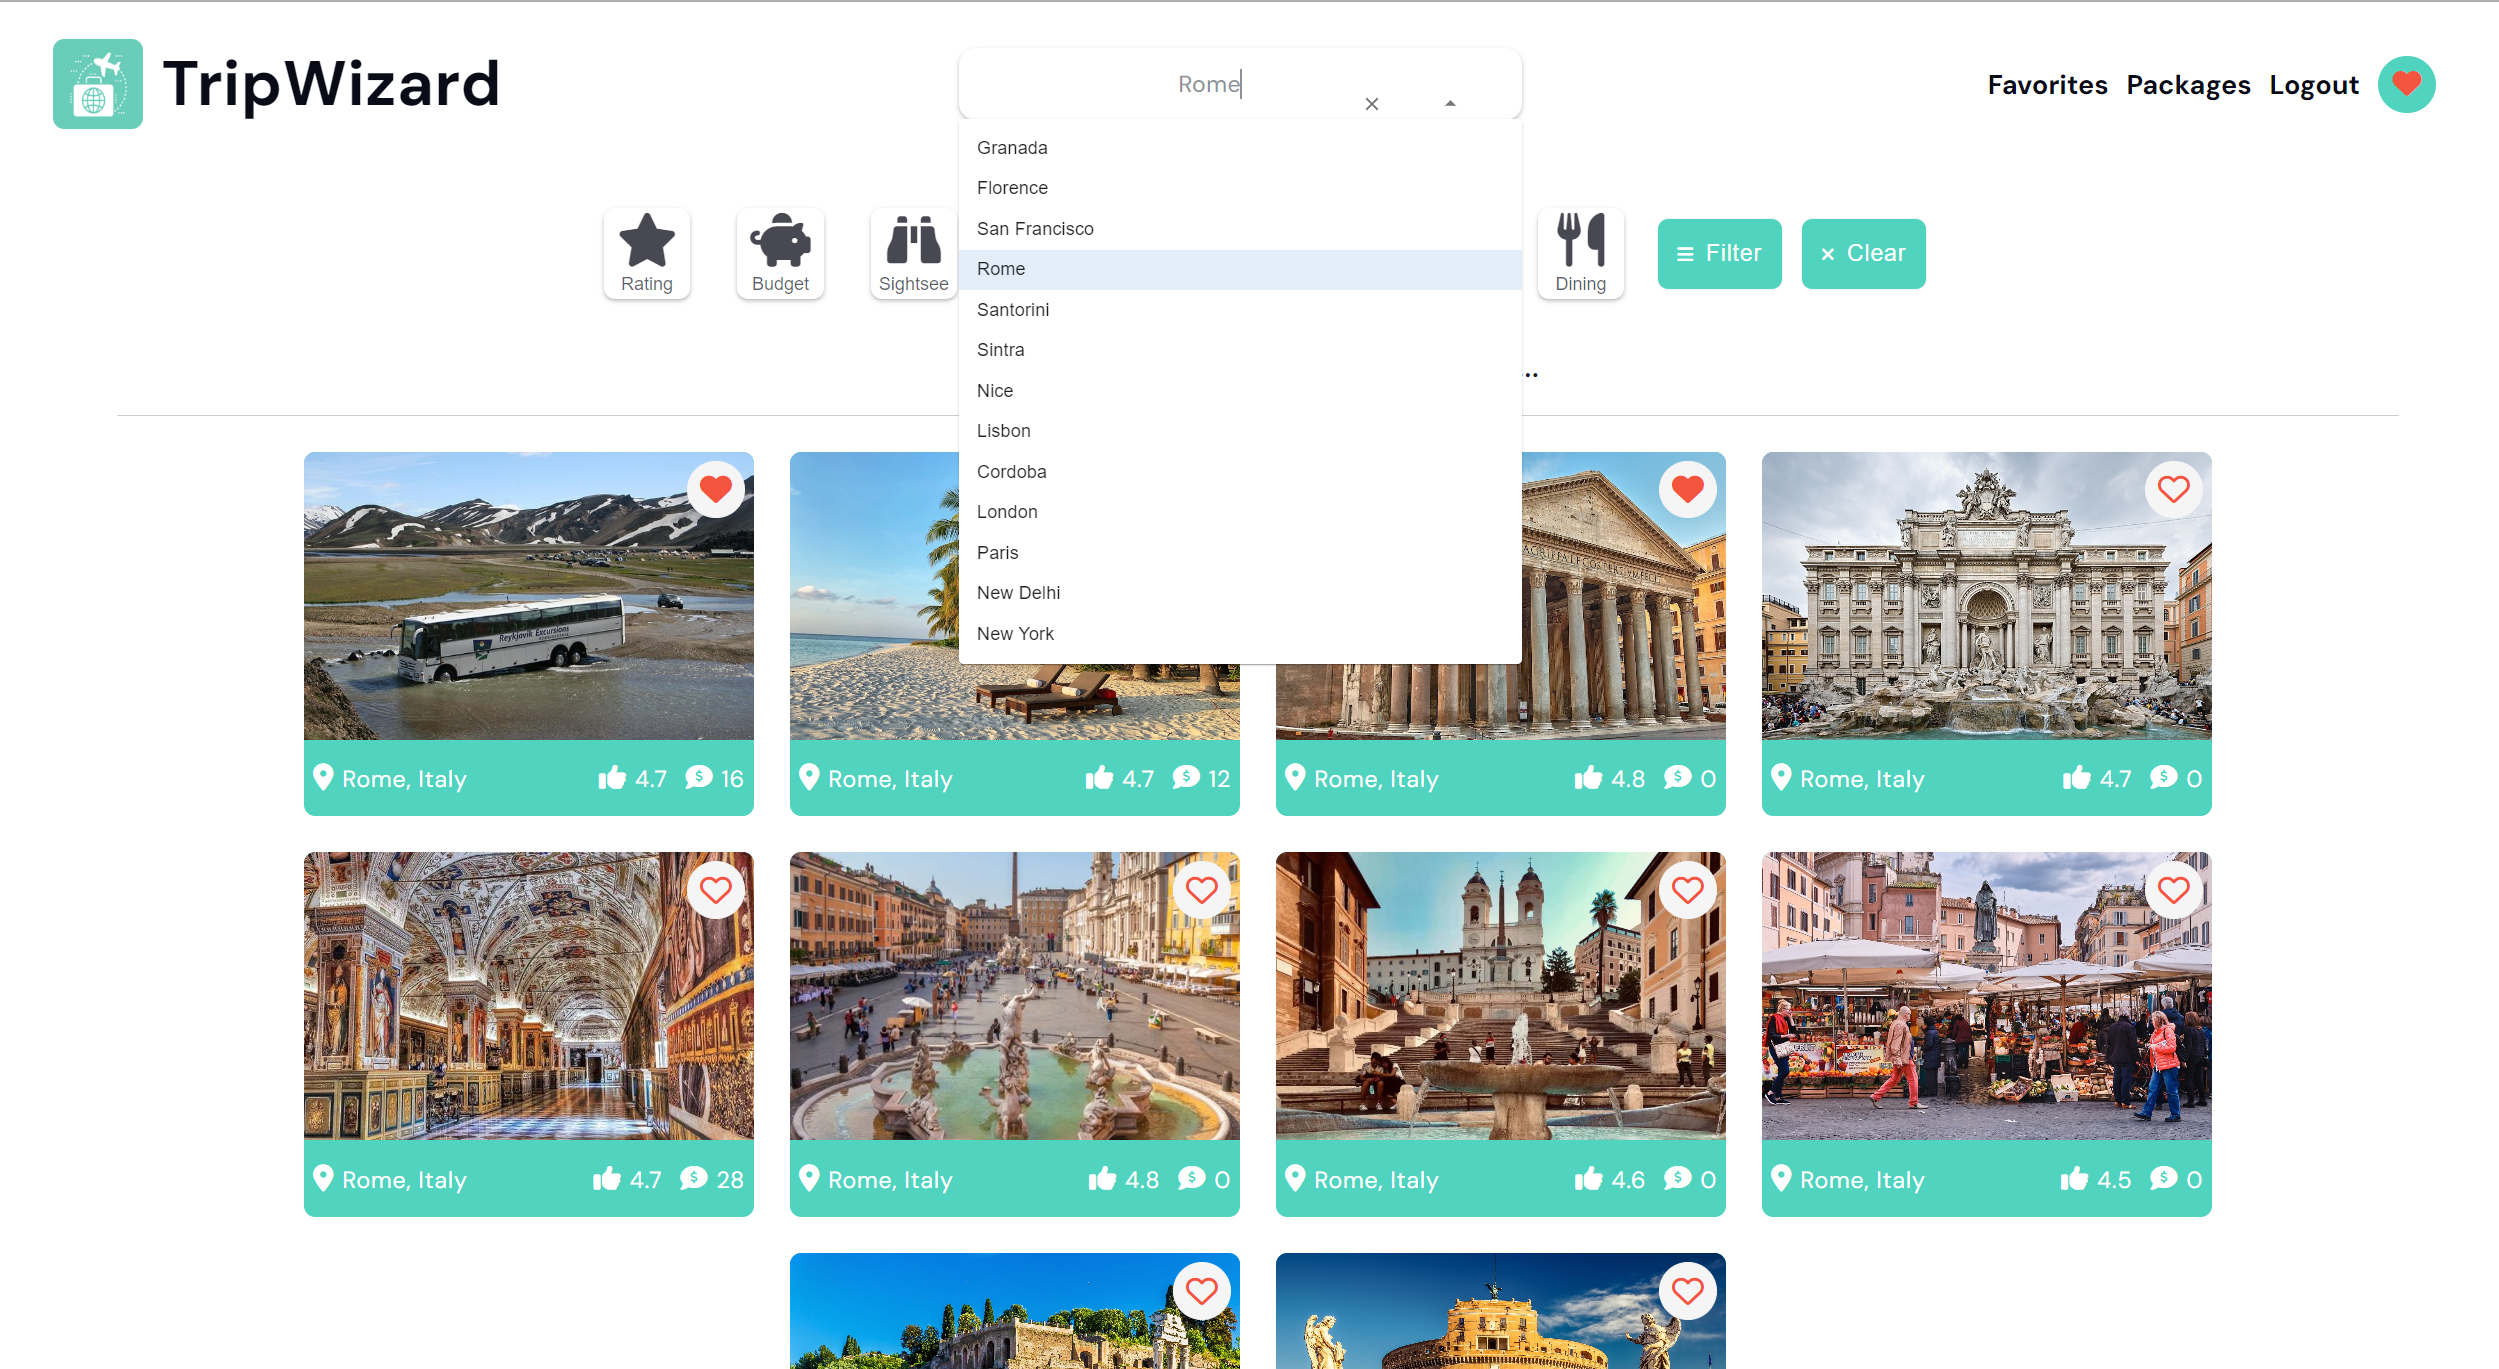 TripWizard
Rome
Favorites Packages Logout
Granada
Florence
San Francisco
Rome
Santorini
Sintra
Nice
Lisbon
Cordoba
London
Paris
New Delhi
New York
Rating
Budget
Sightsee
Dining
Filter
Clear
...
Reykjavik Excursions
Rome, Italy 4.7 $ 16
Rome, Italy 4.7 $ 12
Rome, Italy 4.8 $ 0
Rome, Italy 4.7 $ 0
Rome, Italy 4.7 $ 28
Rome, Italy 4.8 $ 0
Rome, Italy 4.6 $ 0
Rome, Italy 4.5 $ 0